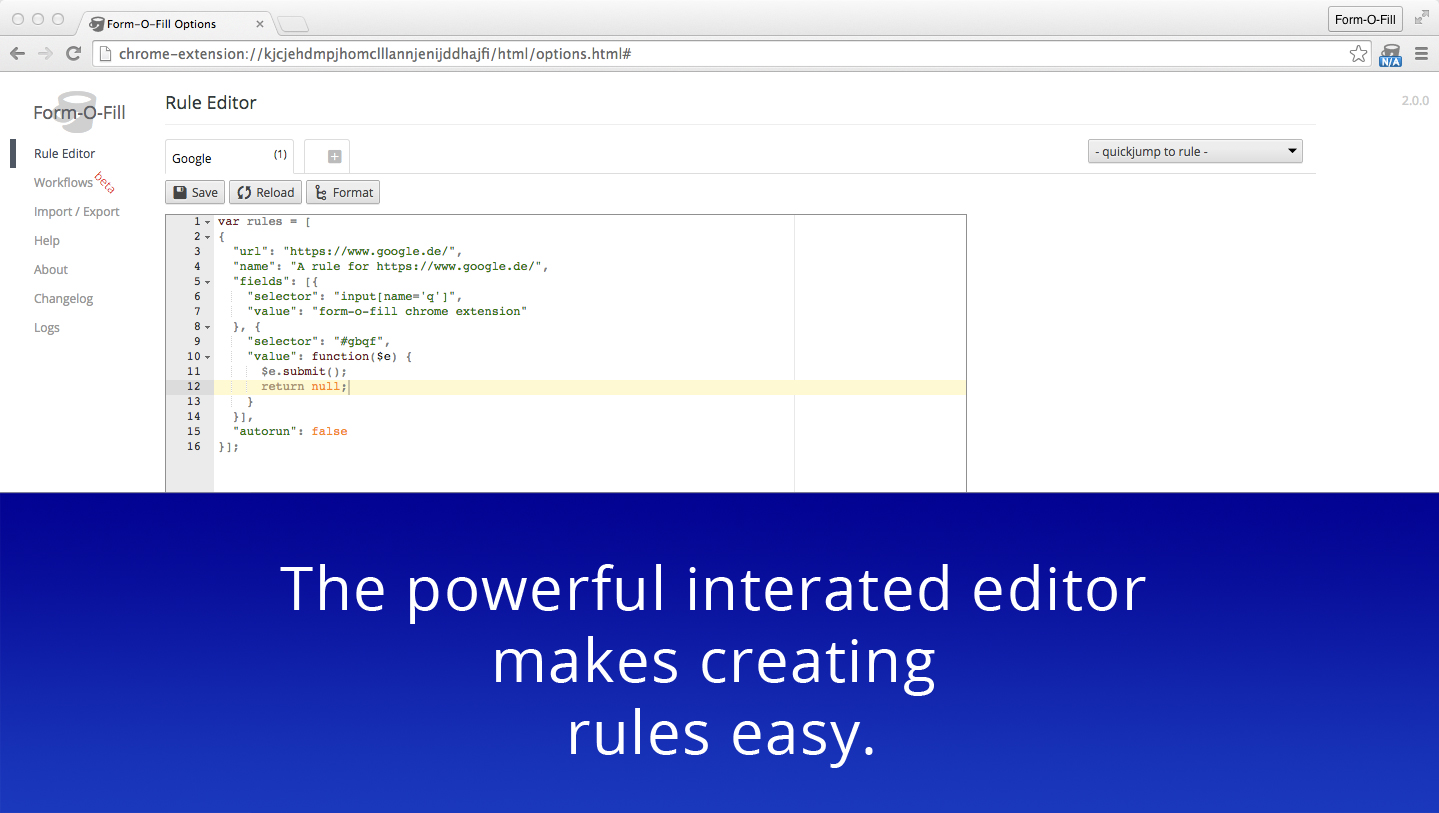 Form-O-Fill Options
Form-O-Fill
chrome-extension://kjcjehdmpjhomclllannjenijddhajfi/html/options.html#
N/A
Form-O-Fill
Rule Editor
2.0.0
Rule Editor
Workflows beta
Import / Export
Help
About
Changelog
Logs
Google (1)
- quickjump to rule -
Save Reload Format
1 var rules = [
2 {
3 "url": "https://www.google.de/",
4 "name": "A rule for https://www.google.de/",
5 "fields": [{
6 "selector": "input[name='q']",
7 "value": "form-o-fill chrome extension"
8 }, {
9 "selector": "#gbqf",
10 "value": function($e) {
11 $e.submit();
12 return null;
13 }
14 }],
15 "autorun": false
16 }];
The powerful interated editor
makes creating
rules easy.